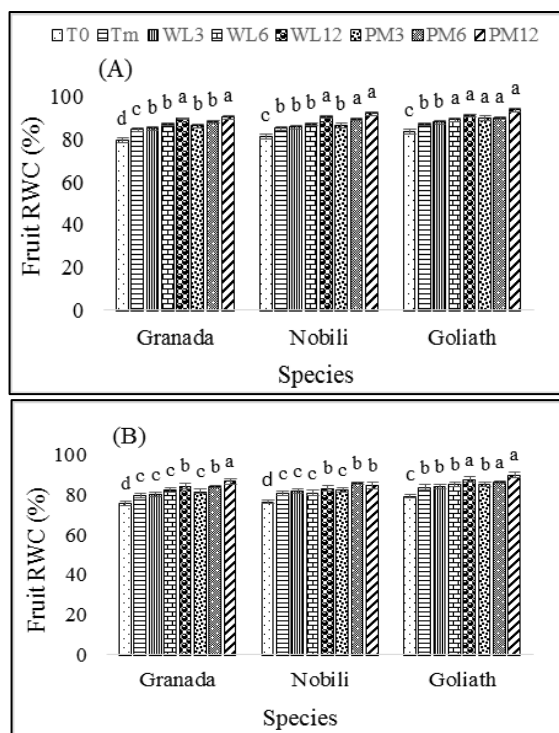 T0 Tm WL3 WL6 WL12 PM3 PM6 PM12
(A)
Fruit RWC (%)
100
80
60
40
20
0
d c b b a b b a
c b b b a b a a
c b b a a a a a
Granada Nobili Goliath
Species
(B)
Fruit RWC (%)
100
80
60
40
20
0
d c c c b c b a
d c c c b c b b
c b b b a b b a
Granada Nobili Goliath
Species